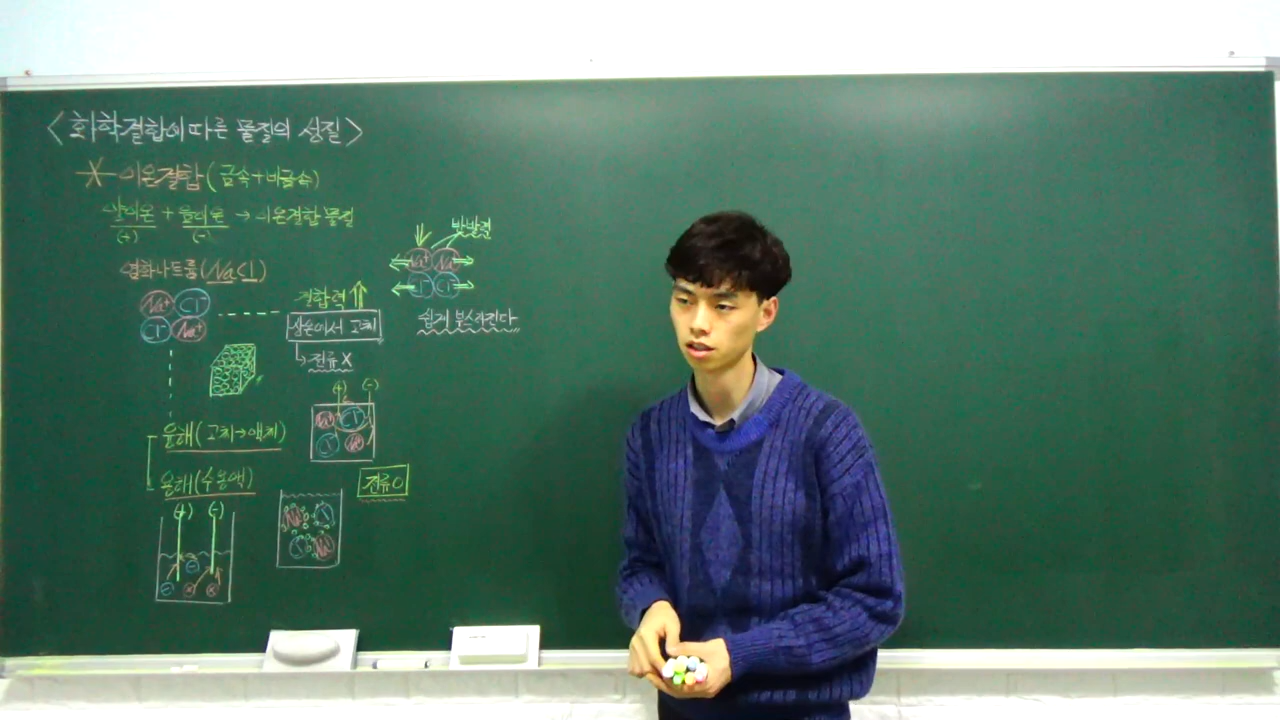 <화학결합에 따른 물질의 성질>
이온결합(금속+비금속)
양이온 + 음이온 → 이온결합 물질
(+) (-)
염화나트륨(NaCl)
Na⁺ Cl⁻
Cl⁻ Na⁺
결합력
상온에서 고체
↳ 전류 X
반발력
Na⁺ Na⁺
Cl⁻ Cl⁻
쉽게 부스러진다
(+) (-)
융해(고체→액체)
용해(수용액)
전류 O
(+) (-)